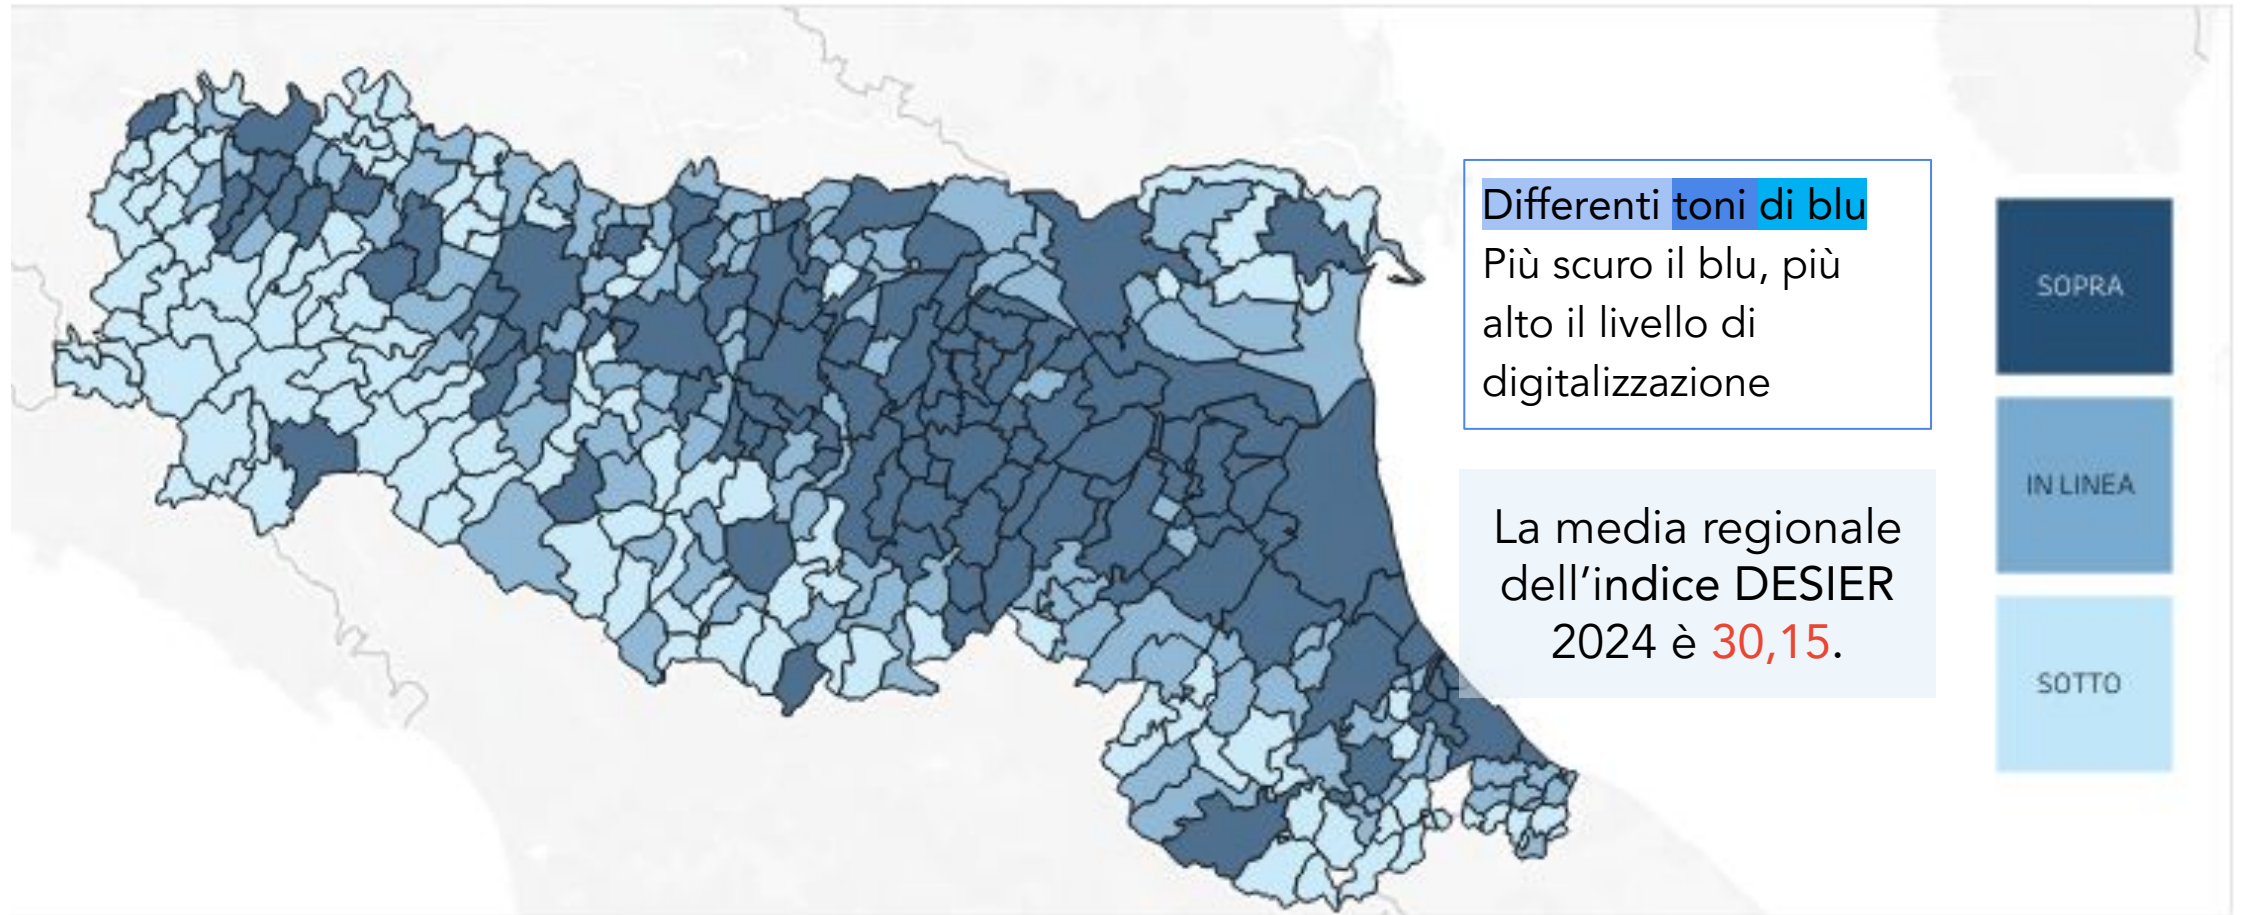 Differenti toni di blu
Più scuro il blu, più
alto il livello di
digitalizzazione
La media regionale
dell’indice DESIER
2024 è 30,15.
SOPRA
IN LINEA
SOTTO